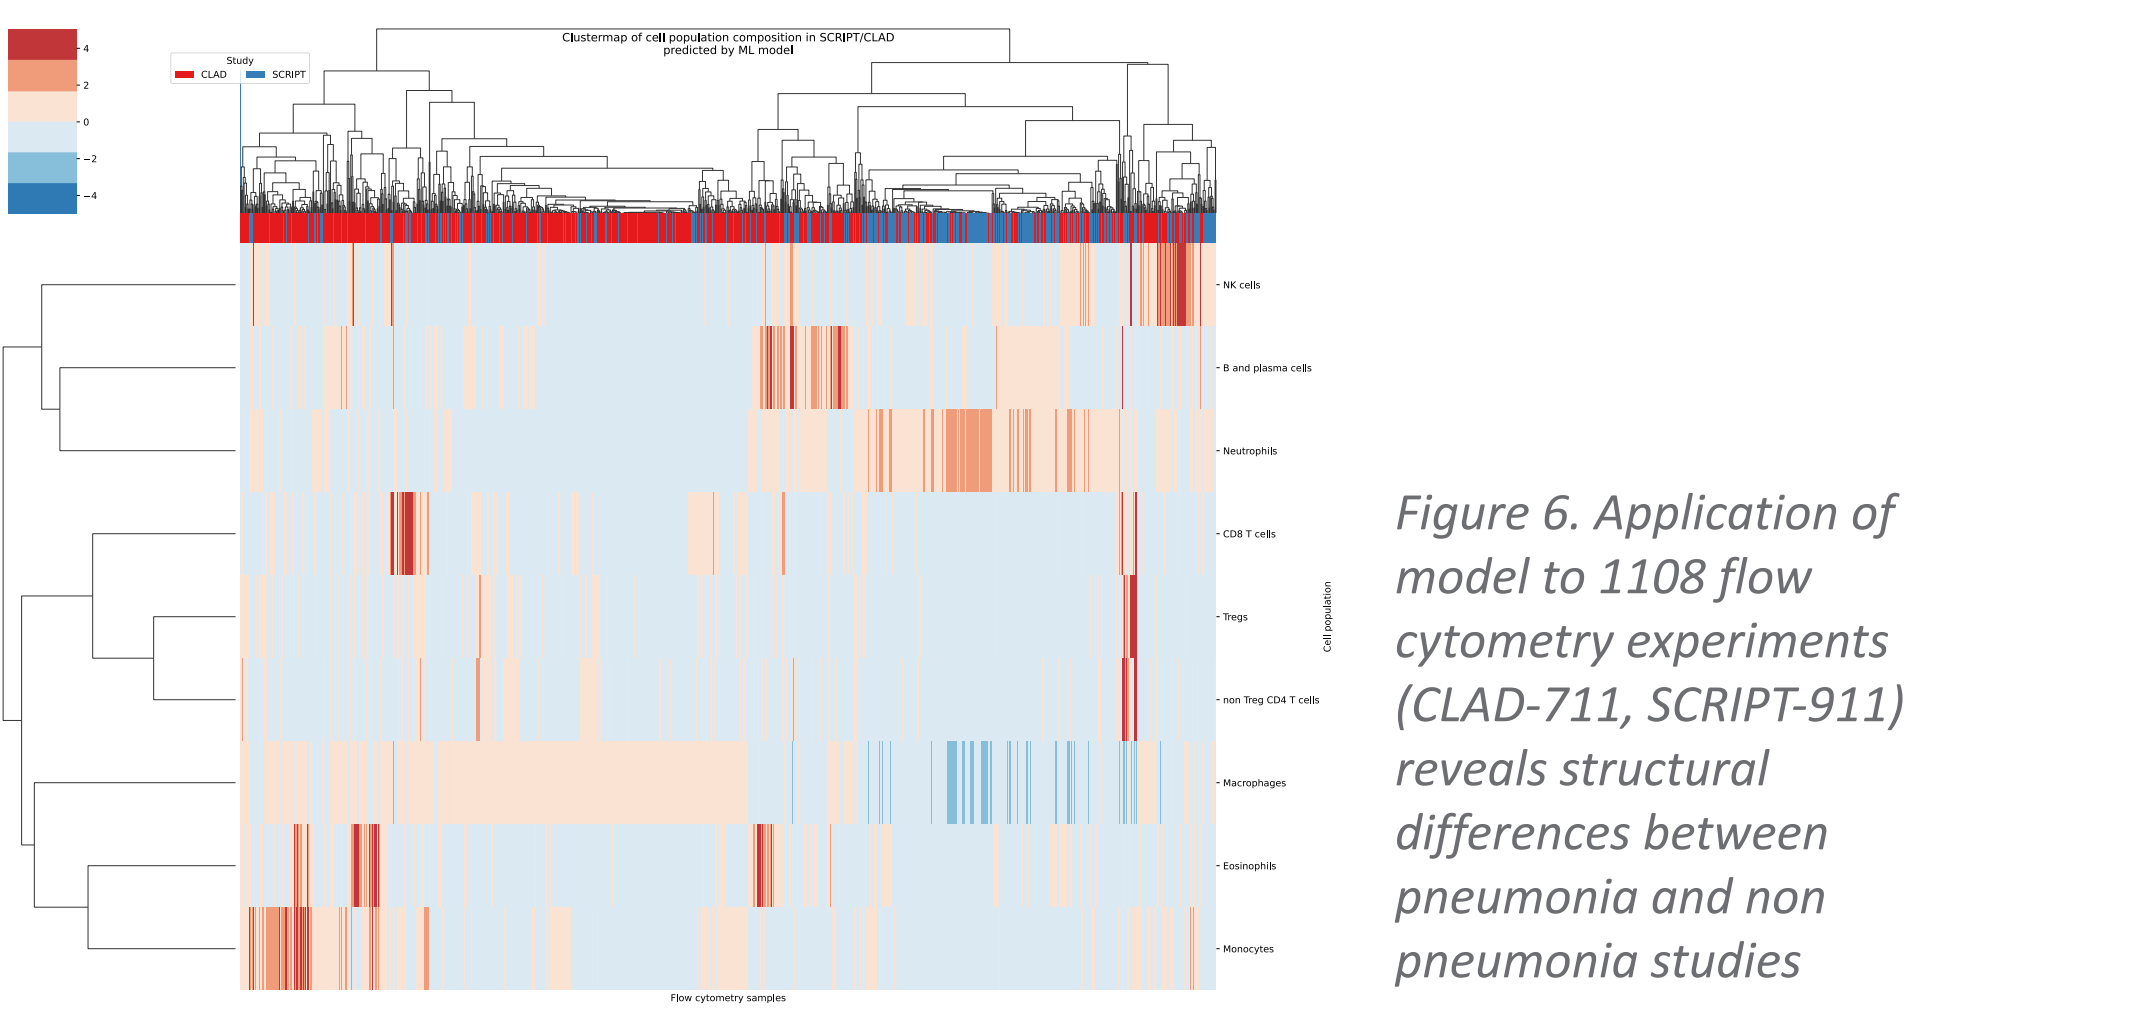 Clustermap of cell population composition in SCRIPT/CLAD
predicted by ML model
4
2
0
−2
−4
Study
CLAD SCRIPT
NK cells
B and plasma cells
Neutrophils
CD8 T cells
Tregs
non Treg CD4 T cells
Macrophages
Eosinophils
Monocytes
Cell population
Flow cytometry samples
Figure 6. Application of
model to 1108 flow
cytometry experiments
(CLAD-711, SCRIPT-911)
reveals structural
differences between
pneumonia and non
pneumonia studies